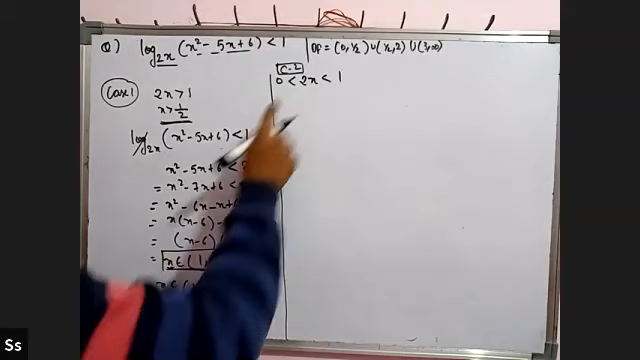 Q) log₂ₓ (x² - 5x + 6) < 1
DF = (0, ½) ∪ (½, 2) ∪ (3, ∞)
Case 1
2x > 1
x > 1/2
log₂ₓ (x² - 5x + 6) < 1
x² - 5x + 6 <
= x² - 7x + 6 <
= x² - 6x - x +
= x(x - 6) -
= (x - 6)
= x ∈ (1,
x ∈ (
C-2
0 < 2x < 1
Ss